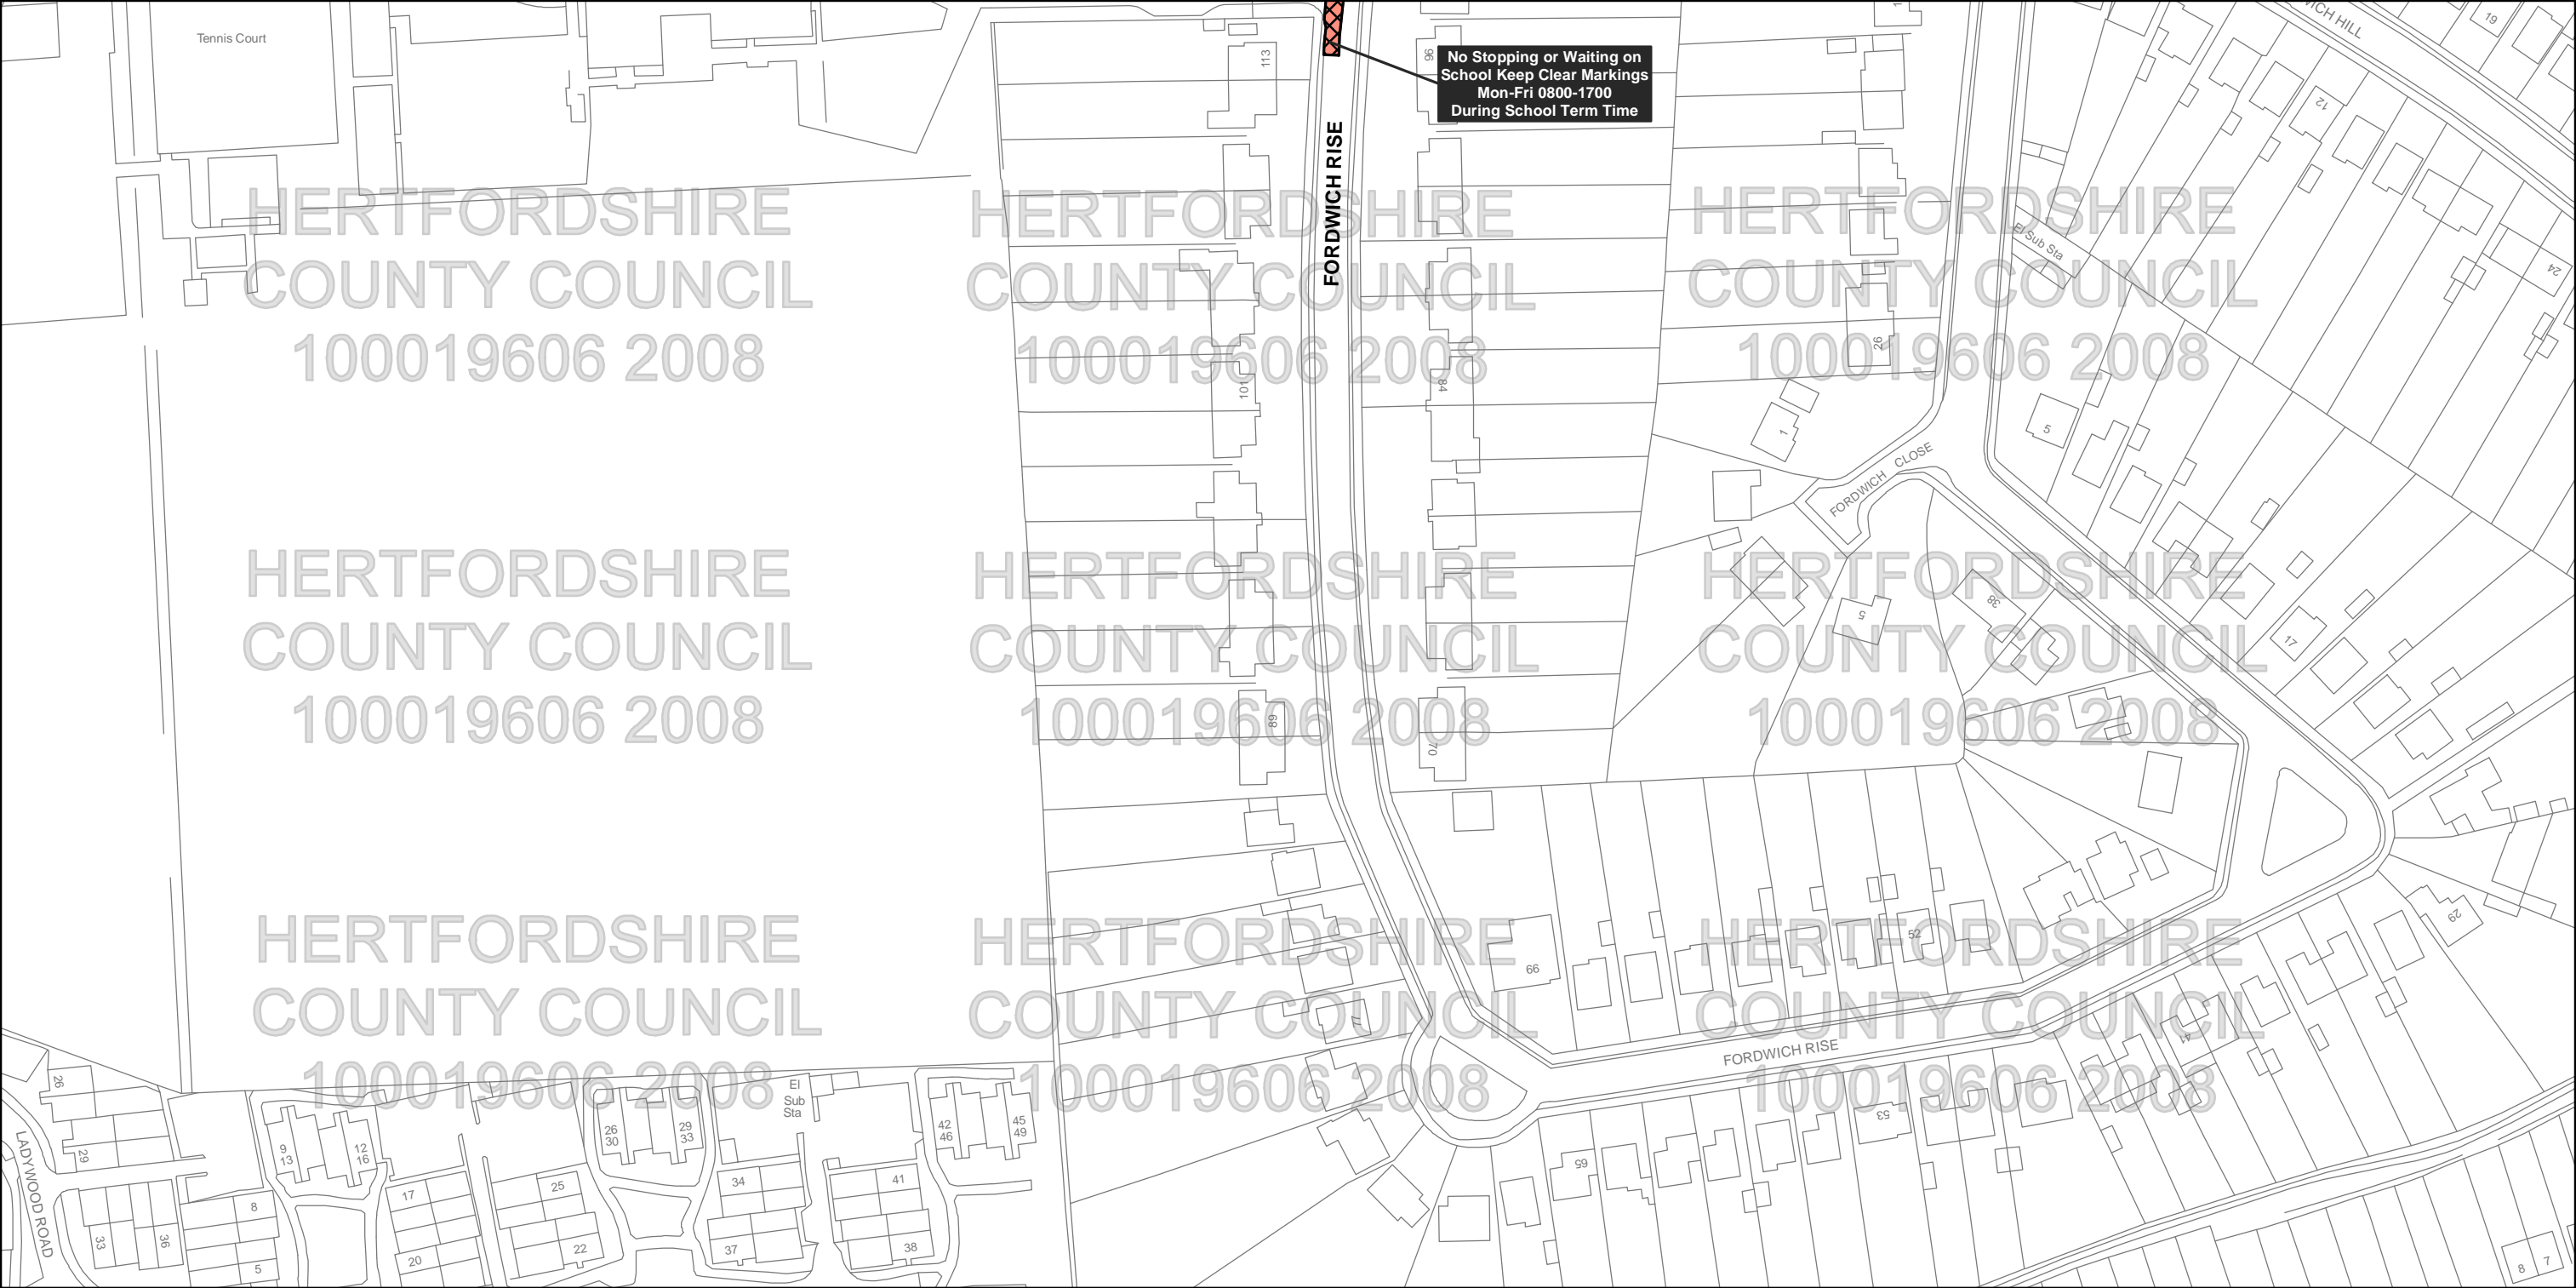 Tennis Court
WICH HILL
19
12
24
113
96
1
No Stopping or Waiting on
School Keep Clear Markings
Mon-Fri 0800-1700
During School Term Time
FORDWICH RISE
HERTFORDSHIRE
COUNTY COUNCIL
100019606 2008
HERTFORDSHIRE
COUNTY COUNCIL
100019606 2008
HERTFORDSHIRE
COUNTY COUNCIL
100019606 2008
El Sub Sta
101
84
26
1
5
FORDWICH CLOSE
HERTFORDSHIRE
COUNTY COUNCIL
100019606 2008
HERTFORDSHIRE
COUNTY COUNCIL
100019606 2008
HERTFORDSHIRE
COUNTY COUNCIL
100019606 2008
5
38
17
89
70
HERTFORDSHIRE
COUNTY COUNCIL
100019606 2008
HERTFORDSHIRE
COUNTY COUNCIL
100019606 2008
HERTFORDSHIRE
COUNTY COUNCIL
100019606 2008
66
52
29
77
41
FORDWICH RISE
53
65
26
29
LADYWOOD ROAD
33
36
8
5
9
13
12
16
17
20
25
22
26
30
29
33
El
Sub
Sta
34
37
41
38
42
46
45
49
8
7